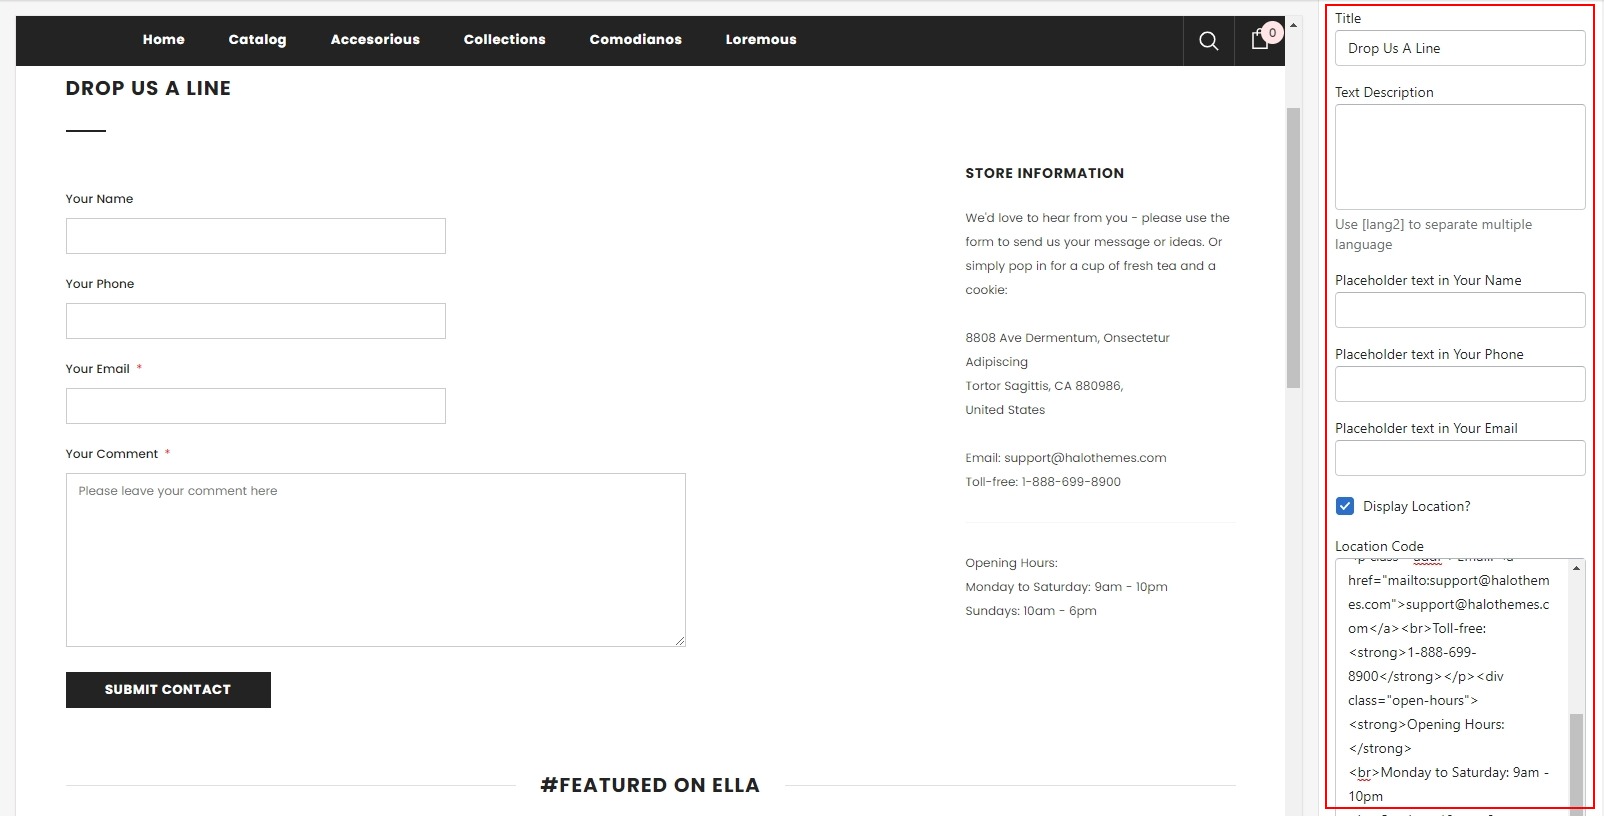 Home Catalog Accesorious Collections Comodianos Loremous
0
DROP US A LINE
Your Name
Your Phone
Your Email *
Your Comment *
Please leave your comment here
SUBMIT CONTACT
STORE INFORMATION
We'd love to hear from you - please use the
form to send us your message or ideas. Or
simply pop in for a cup of fresh tea and a
cookie:
8808 Ave Dermentum, Onsectetur
Adipiscing
Tortor Sagittis, CA 880986,
United States
Email: support@halothemes.com
Toll-free: 1-888-699-8900
Opening Hours:
Monday to Saturday: 9am - 10pm
Sundays: 10am - 6pm
#FEATURED ON ELLA
Title
Drop Us A Line
Text Description
Use [lang2] to separate multiple
language
Placeholder text in Your Name
Placeholder text in Your Phone
Placeholder text in Your Email
Display Location?
Location Code
href="mailto:support@halothem
es.com">support@halothemes.c
om</a><br>Toll-free:
<strong>1-888-699-
8900</strong></p><div
class="open-hours">
<strong>Opening Hours:
</strong>
<br>Monday to Saturday: 9am -
10pm